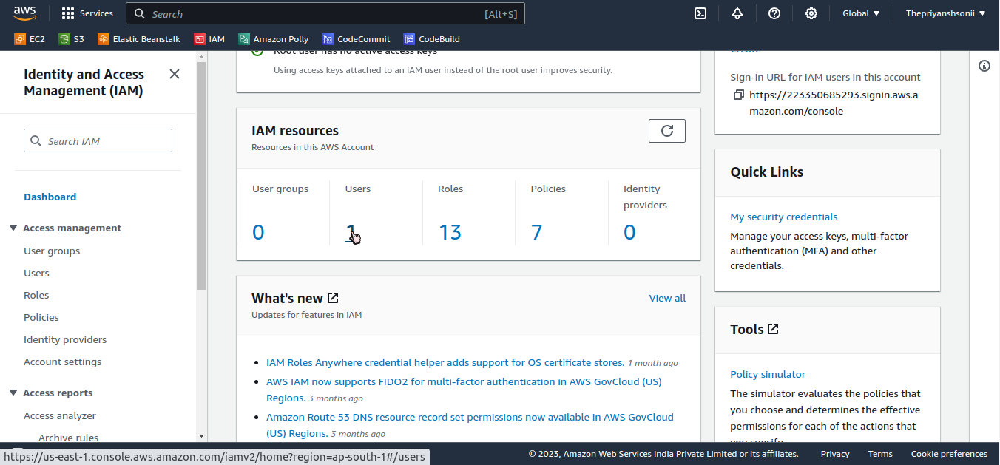 aws
Services
Search
[Alt+S]
Global
Thepriyanshsonii
EC2
S3
Elastic Beanstalk
IAM
Amazon Polly
CodeCommit
CodeBuild
Identity and Access
Management (IAM)
Search IAM
Dashboard
Access management
User groups
Users
Roles
Policies
Identity providers
Account settings
Access reports
Access analyzer
Archive rules
Root user has no active access keys
Using access keys attached to an IAM user instead of the root user improves security.
IAM resources
Resources in this AWS Account
User groups
0
Users
1
Roles
13
Policies
7
Identity
providers
0
What's new
View all
Updates for features in IAM
IAM Roles Anywhere credential helper adds support for OS certificate stores. 1 month ago
AWS IAM now supports FIDO2 for multi-factor authentication in AWS GovCloud (US)
Regions. 3 months ago
Amazon Route 53 DNS resource record set permissions now available in AWS GovCloud
(US) Regions. 3 months ago
Create
Sign-in URL for IAM users in this account
https://223350685293.signin.aws.a
mazon.com/console
Quick Links
My security credentials
Manage your access keys, multi-factor
authentication (MFA) and other
credentials.
Tools
Policy simulator
The simulator evaluates the policies that
you choose and determines the effective
permissions for each of the actions that
you specify.
https://us-east-1.console.aws.amazon.com/iamv2/home?region=ap-south-1#/users
© 2023, Amazon Web Services India Private Limited or its affiliates.
Privacy
Terms
Cookie preferences